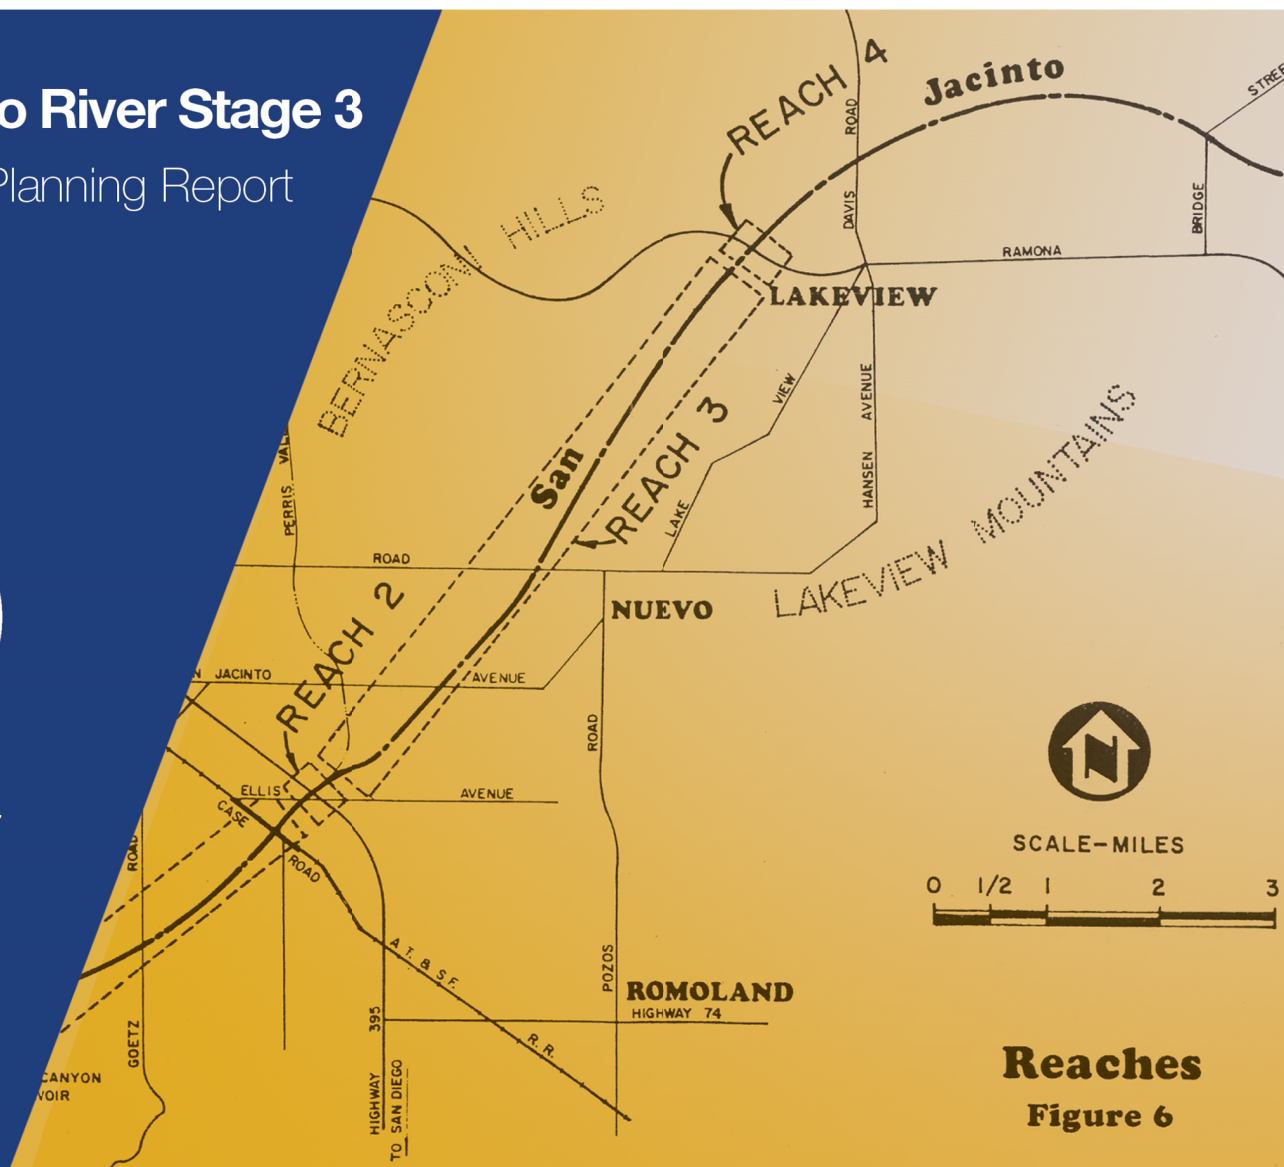 o River Stage 3
Planning Report
REACH 4
Jacinto
STREE
ROAD
DAVIS
BRIDGE
BERNASCONI HILLS
RAMONA
LAKEVIEW
San
REACH 3
LAKE VIEW
HANSEN AVENUE
LAKEVIEW MOUNTAINS
PERRIS VAL
ROAD
REACH 2
NUEVO
N JACINTO
AVENUE
ROAD
POZOS
ELLIS
AVENUE
CASE
ROAD
ROAD
GOETZ
A.T. & S.F.
R.R.
ROMOLAND
HIGHWAY 74
395
HIGHWAY
TO SAN DIEGO
CANYON
VOIR
N
SCALE-MILES
0 1/2 1 2 3
Reaches
Figure 6